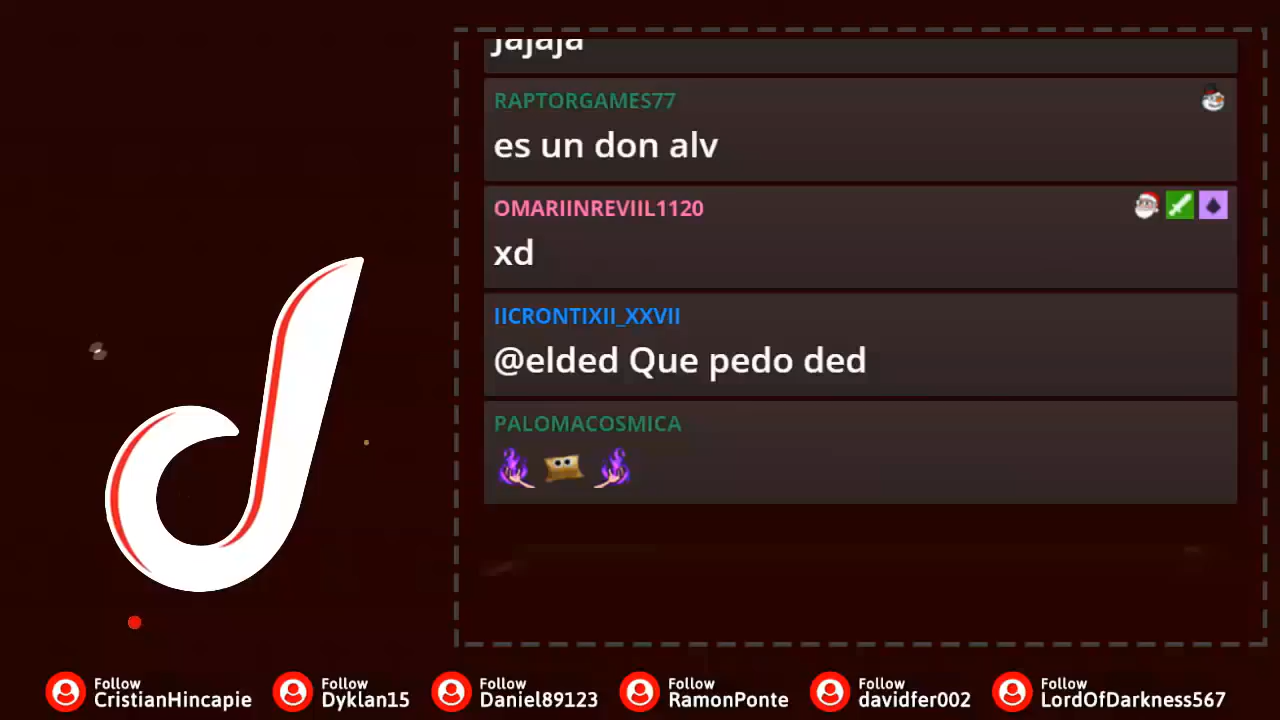 Jajaja
RAPTORGAMES77
es un don alv
OMARIINREVIIL1120
xd
IICRONTIXII_XXVII
@elded Que pedo ded
PALOMACOSMICA
Follow
CristianHincapie
Follow
Dyklan15
Follow
Daniel89123
Follow
RamonPonte
Follow
davidfer002
Follow
LordOfDarkness567